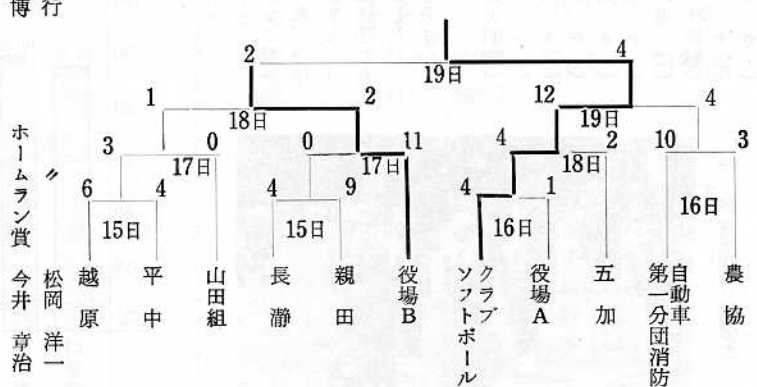 博 行
2
4
19日
1
2
12
4
18日
19日
3
0
0
11
4
2
10
3
17日
17日
18日
6
4
4
9
4
1
15日
15日
16日
16日
農 協
自動車
第一分団消防
五 加
役場A
クラブ
ソフトボール
役場B
親 田
長 瀞
山田組
平 中
越 原
〃 松岡 洋一
ホームラン賞 今井 章治